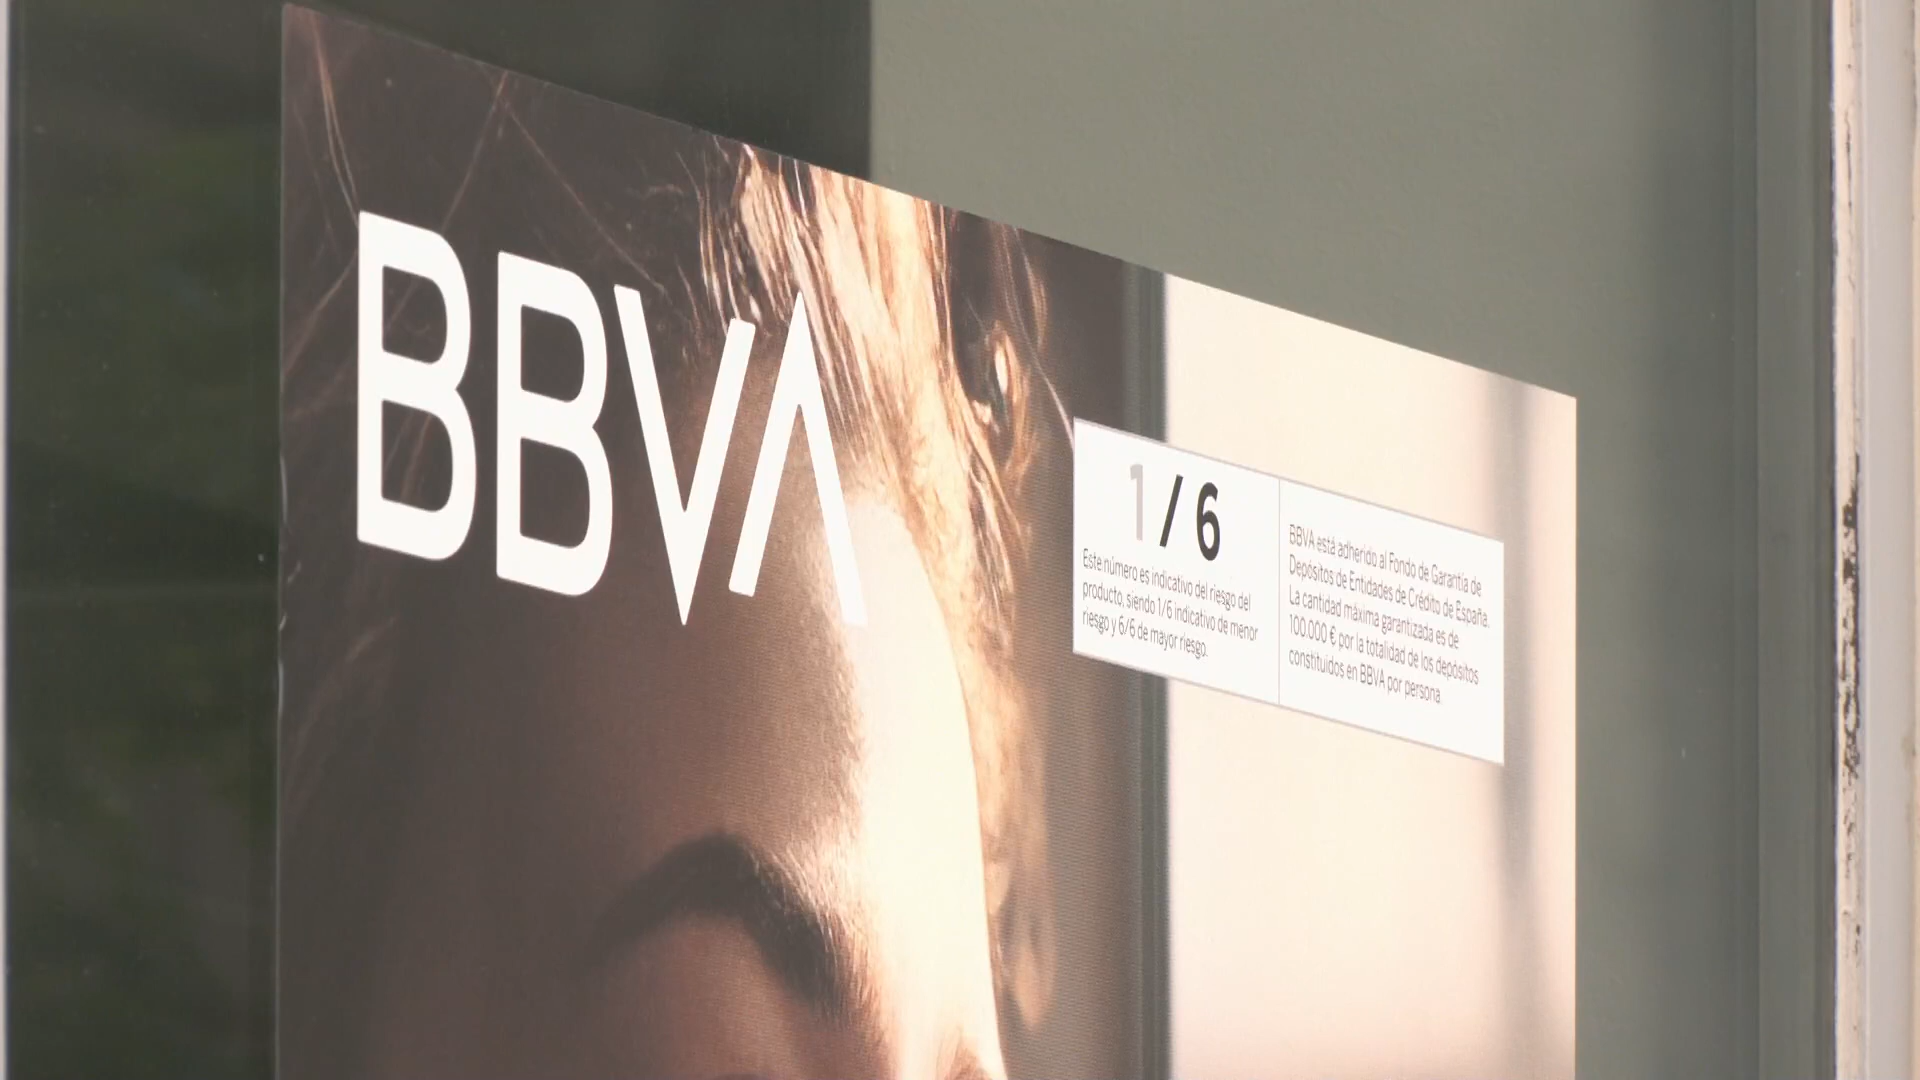 BBVA
1/6
Este número es indicativo del riesgo del
producto, siendo 1/6 indicativo de menor
riesgo y 6/6 de mayor riesgo.
BBVA está adherido al Fondo de Garantía de
Depósitos de Entidades de Crédito de España.
La cantidad máxima garantizada es de
100.000 € por la totalidad de los depósitos
constituidos en BBVA por persona.